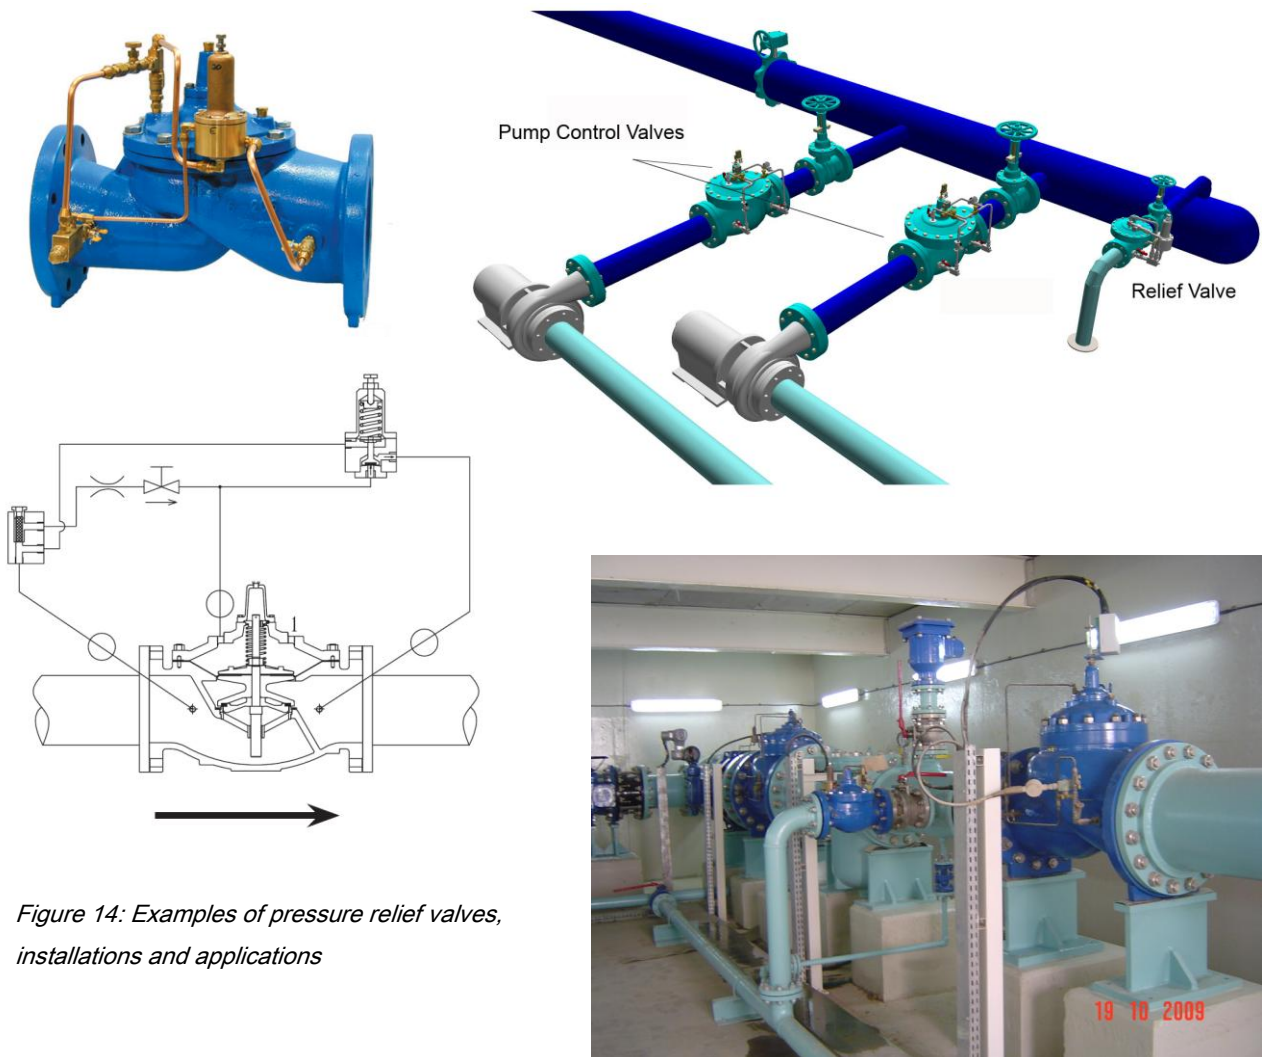 Pump Control Valves
Relief Valve
1
Figure 14: Examples of pressure relief valves,
installations and applications
19 10 2009